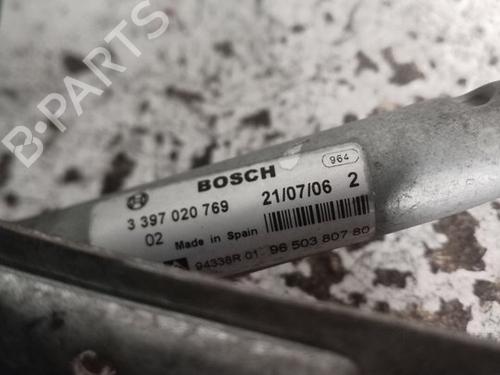 B-PARTS
BOSCH
964
3 397 020 769
21/07/06 2
02 Made in Spain
94338R 01- 96 503 807 80